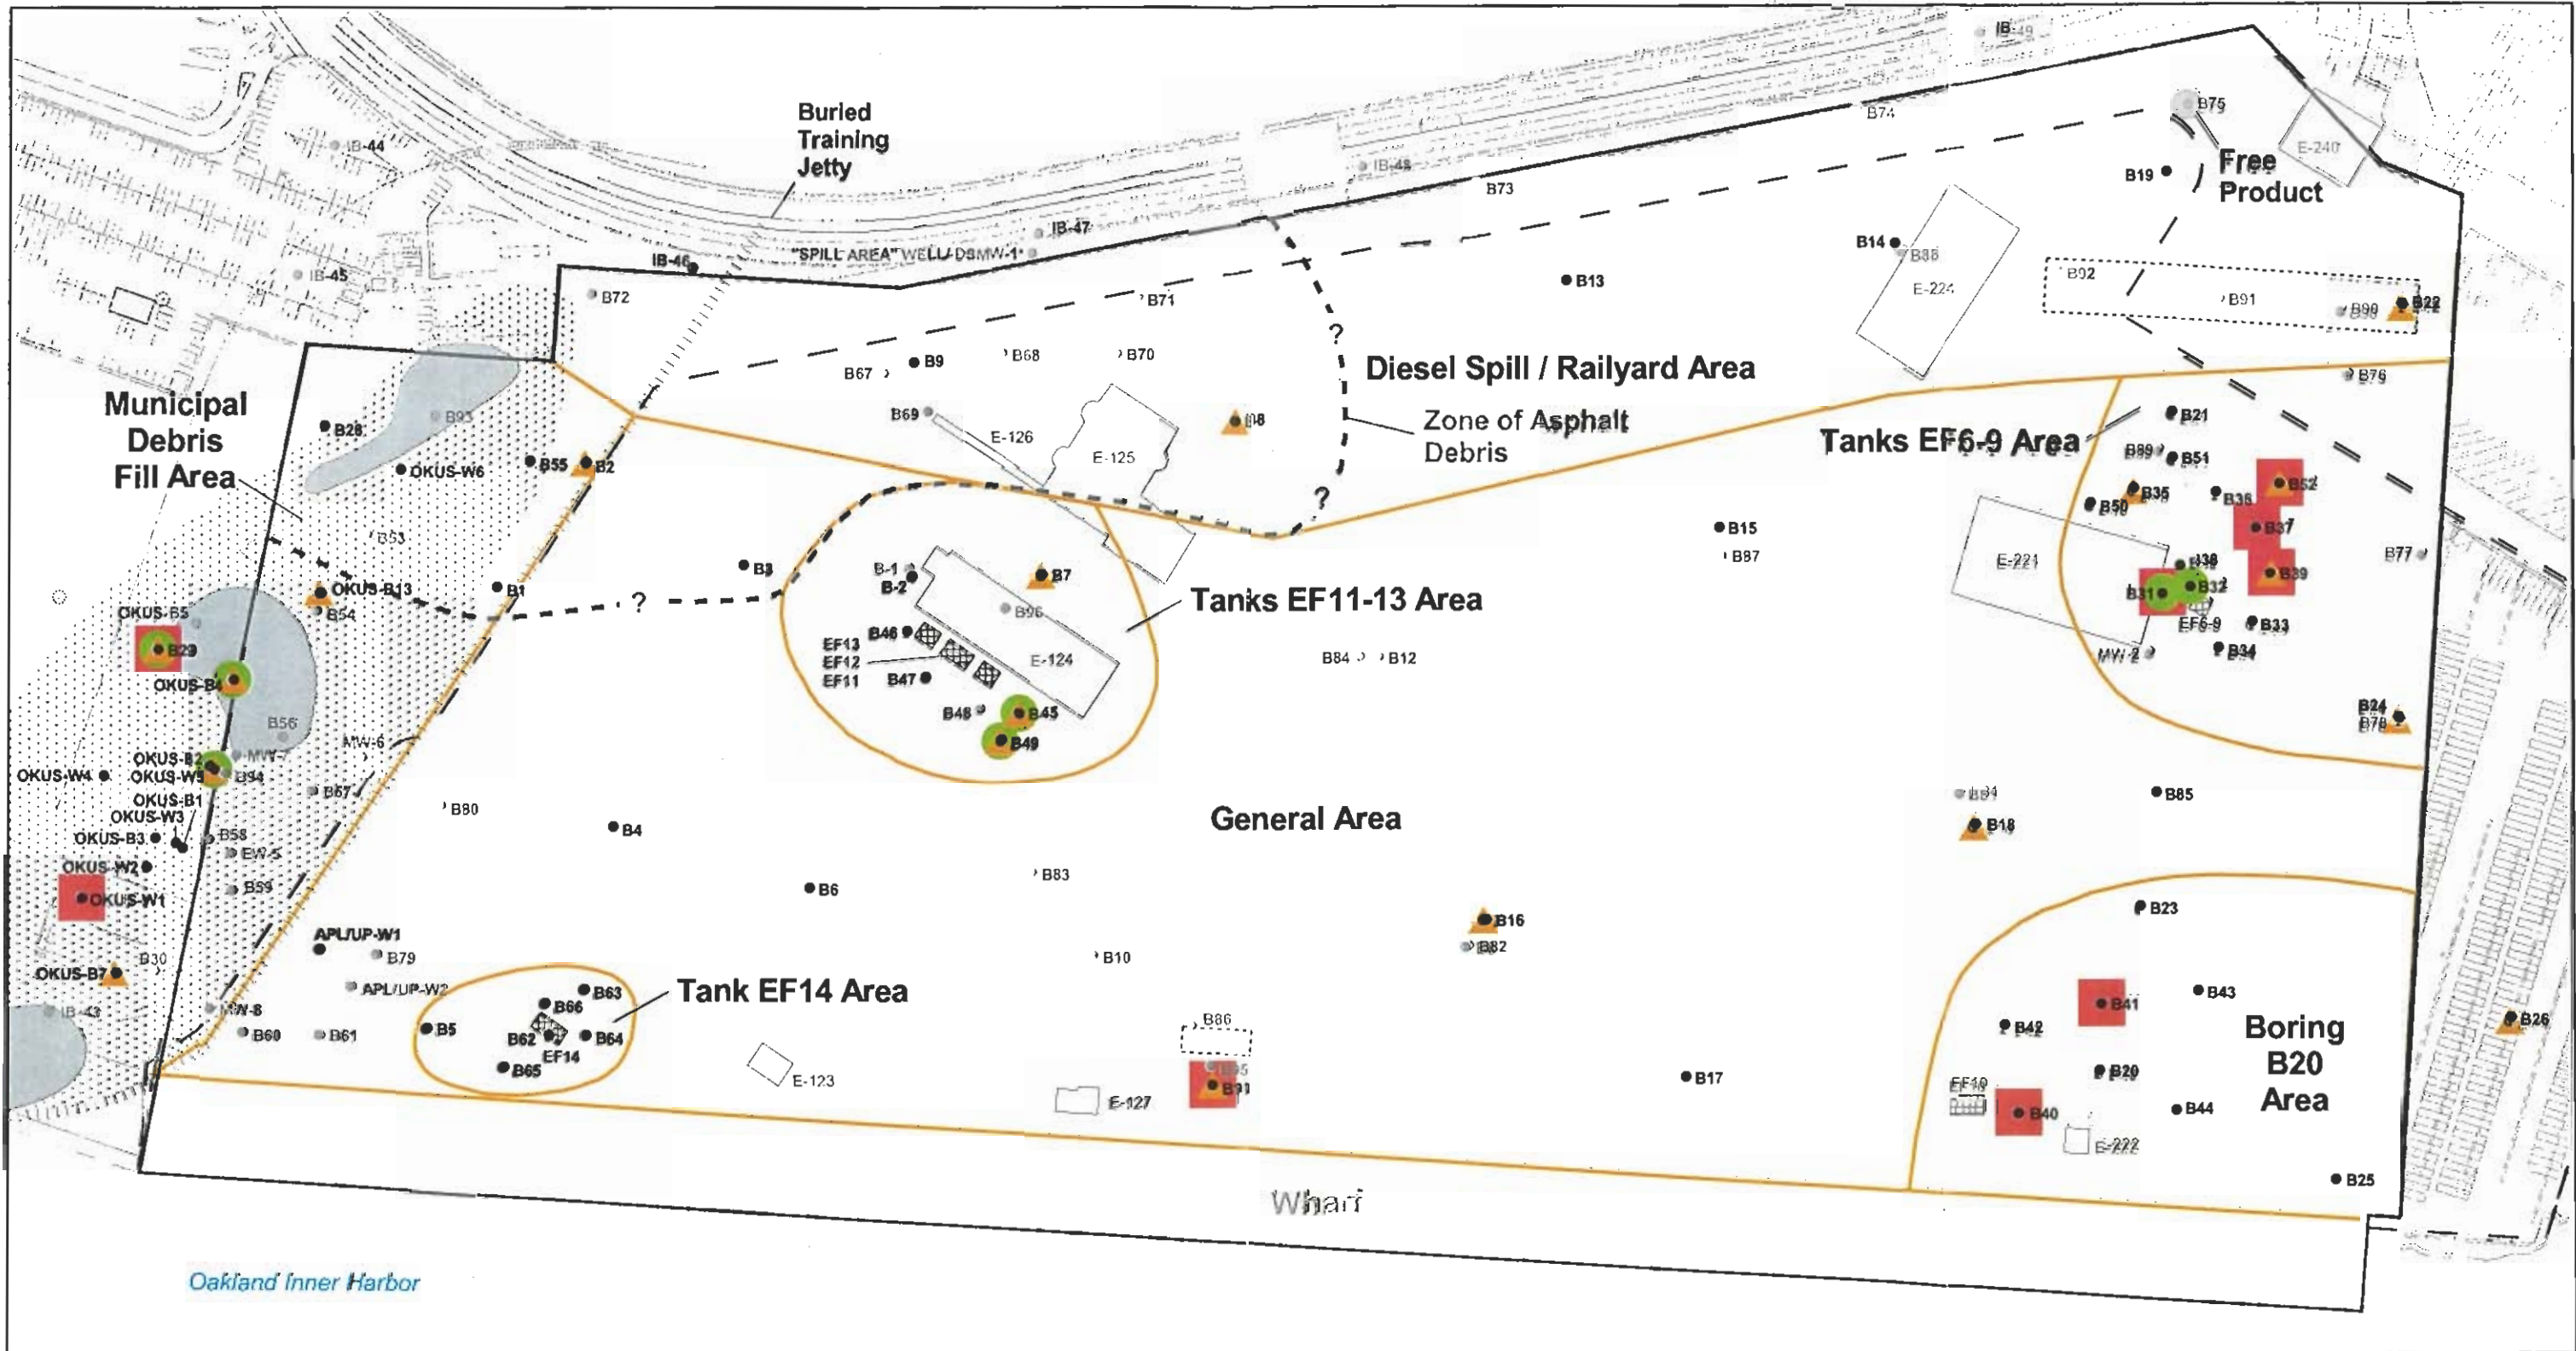 IB-49
B75
Buried
Training
Jetty
B74
IB-44
E-240
Free
Product
IB-48
B19
B73
IB-47
B14
B88
"SPILL AREA" WELL/DSMW-1
IB-46
IB-45
B92
B13
E-224
B72
B71
B91
B90
B22
?
B68
B70
B9
B67
Diesel Spill / Railyard Area
B76
Municipal
Debris
Fill Area
B69
B93
B21
Zone of Asphalt
Debris
B28
E-126
Tanks EF6-9 Area
E-125
B89
B51
B55
B2
OKUS-W6
B52
B35
B36
?
B50
B15
B37
B53
B87
B77
E-221
B3
B-1
B7
B39
B-2
OKUS-B13
B1
B32
B31
?
Tanks EF11-13 Area
OKUS-B5
B54
B96
EF6-9
B33
B46
EF13
EF12
EF11
B29
E-124
B84
B12
MW-2
B34
OKUS-B4
B47
B48
B45
B24
B78
B56
B49
MW-6
MW-7
OKUS-B2
OKUS-W4
OKUS-W5
B94
B57
B85
OKUS-B1
OKUS-W3
B80
General Area
B18
B4
OKUS-B3
B58
EW-5
OKUS-W2
B83
B59
B6
OKUS-W1
B23
B16
APL/UP-W1
B82
B79
B10
B30
OKUS-B7
Tank EF14 Area
APL/UP-W2
B63
B43
B41
B66
IB-43
MW-8
B86
B26
Boring
B20
Area
B5
B42
B60
B61
B62
B64
EF14
B65
B20
B17
E-123
EF10
E-127
B40
B44
E-222
B25
Wharf
Oakland Inner Harbor